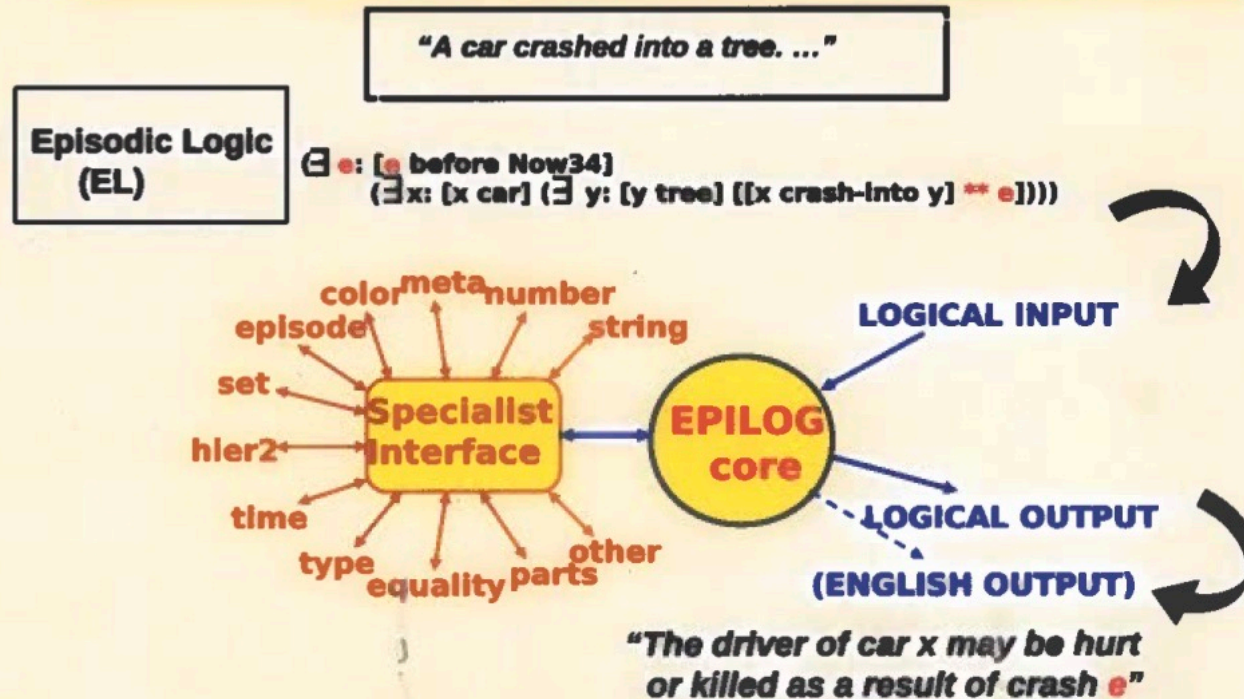 “A car crashed into a tree. ...”
Episodic Logic
(EL)
(∃ e: [e before Now34]
(∃x: [x car] (∃ y: [y tree] [[x crash-into y] ** e])))
color
meta
number
episode
string
set
hier2
time
type
equality
parts
other
Specialist
Interface
EPILOG
core
LOGICAL INPUT
LOGICAL OUTPUT
(ENGLISH OUTPUT)
“The driver of car x may be hurt
or killed as a result of crash e”